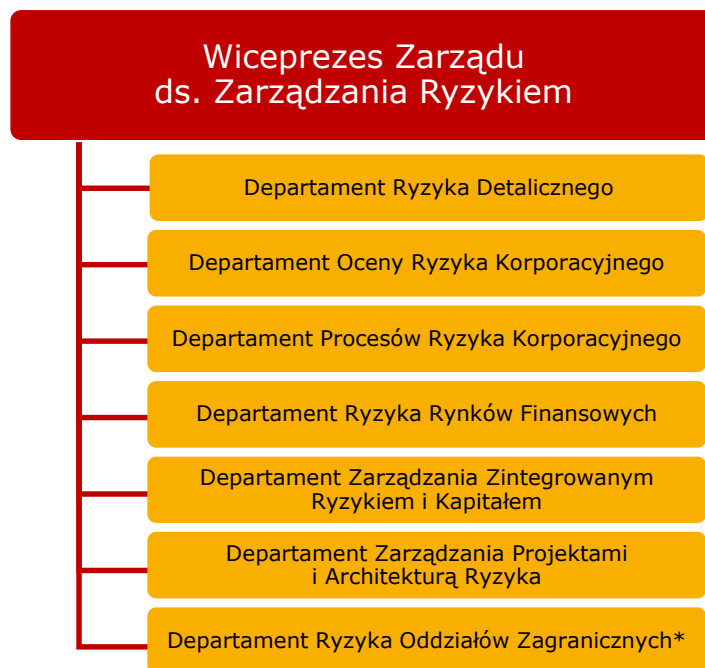 Wiceprezes Zarządu
ds. Zarządzania Ryzykiem
Departament Ryzyka Detalicznego
Departament Oceny Ryzyka Korporacyjnego
Departament Procesów Ryzyka Korporacyjnego
Departament Ryzyka Rynków Finansowych
Departament Zarządzania Zintegrowanym
Ryzykiem i Kapitałem
Departament Zarządzania Projektami
i Architekturą Ryzyka
Departament Ryzyka Oddziałów Zagranicznych*